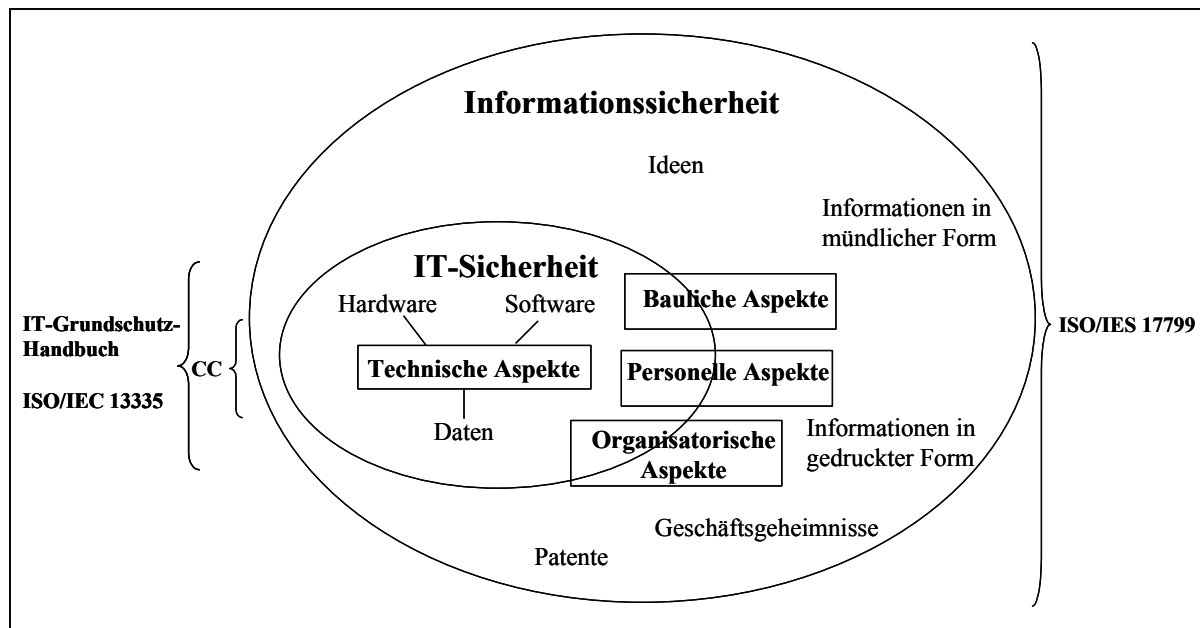 Informationssicherheit
Ideen
Informationen in
mündlicher Form
IT-Sicherheit
Hardware
Software
Bauliche Aspekte
IT-Grundschutz-
Handbuch
CC
ISO/IEC 13335
ISO/IES 17799
Technische Aspekte
Personelle Aspekte
Daten
Organisatorische
Aspekte
Informationen in
gedruckter Form
Geschäftsgeheimnisse
Patente